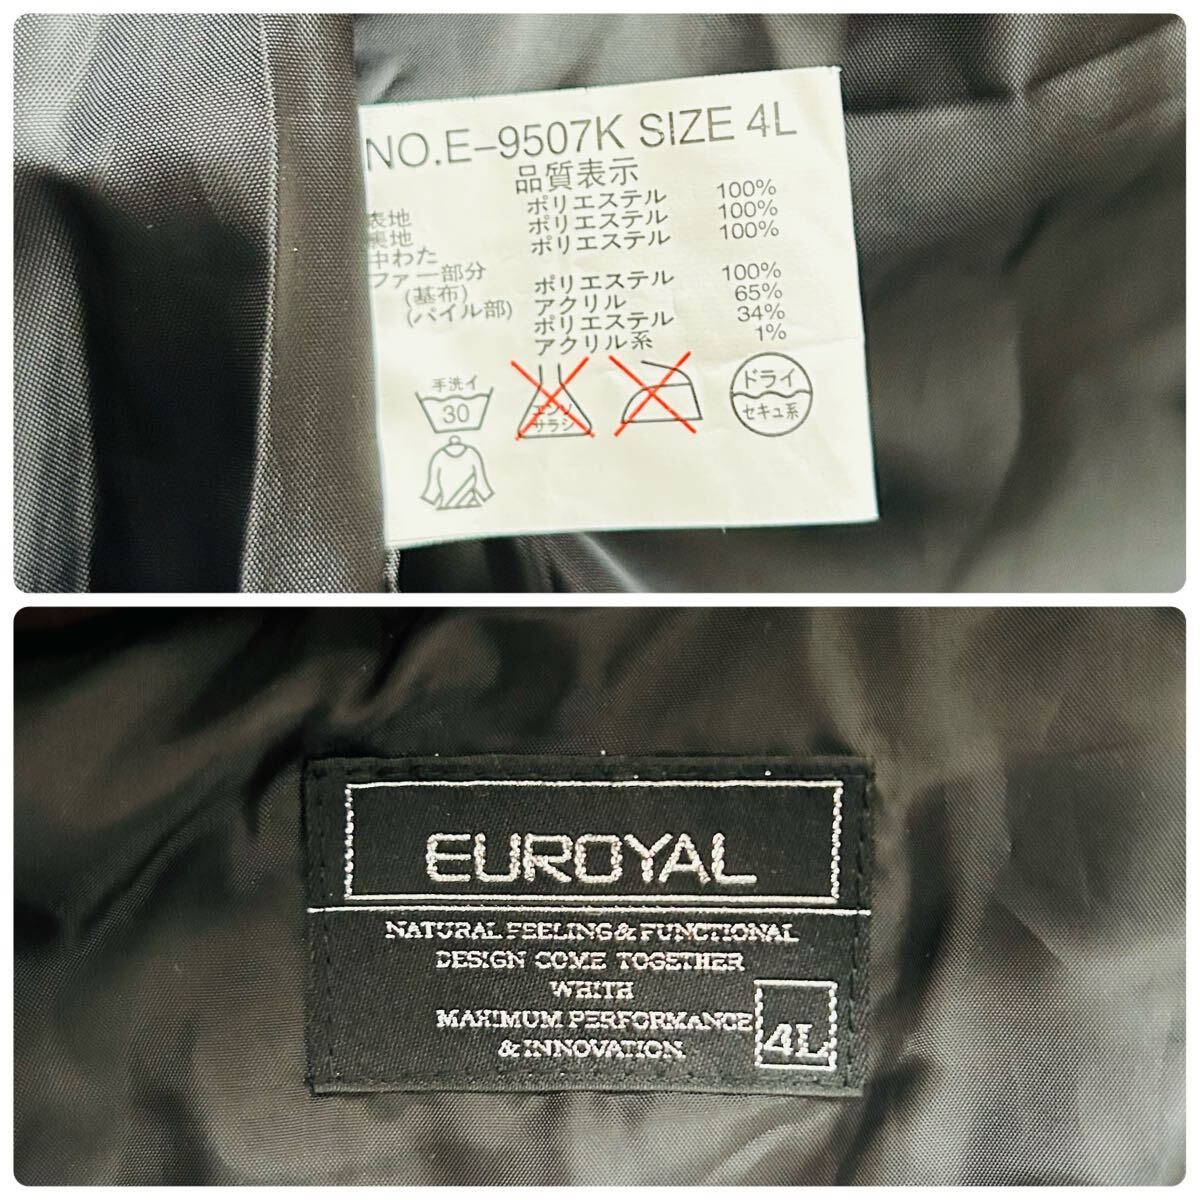 NO.E-9507K SIZE 4L
品質表示
表地 ポリエステル 100%
裏地 ポリエステル 100%
中わた ポリエステル 100%
ファー部分
(基布) ポリエステル 100%
(パイル部) アクリル 65%
ポリエステル 34%
アクリル系 1%
手洗イ
30
エンソ
サラシ
ドライ
セキユ系
EUROYAL
NATURAL FEELING & FUNCTIONAL
DESIGN COME TOGETHER
WHITH
MAXIMUM PERFORMANCE
& INNOVATION
4L